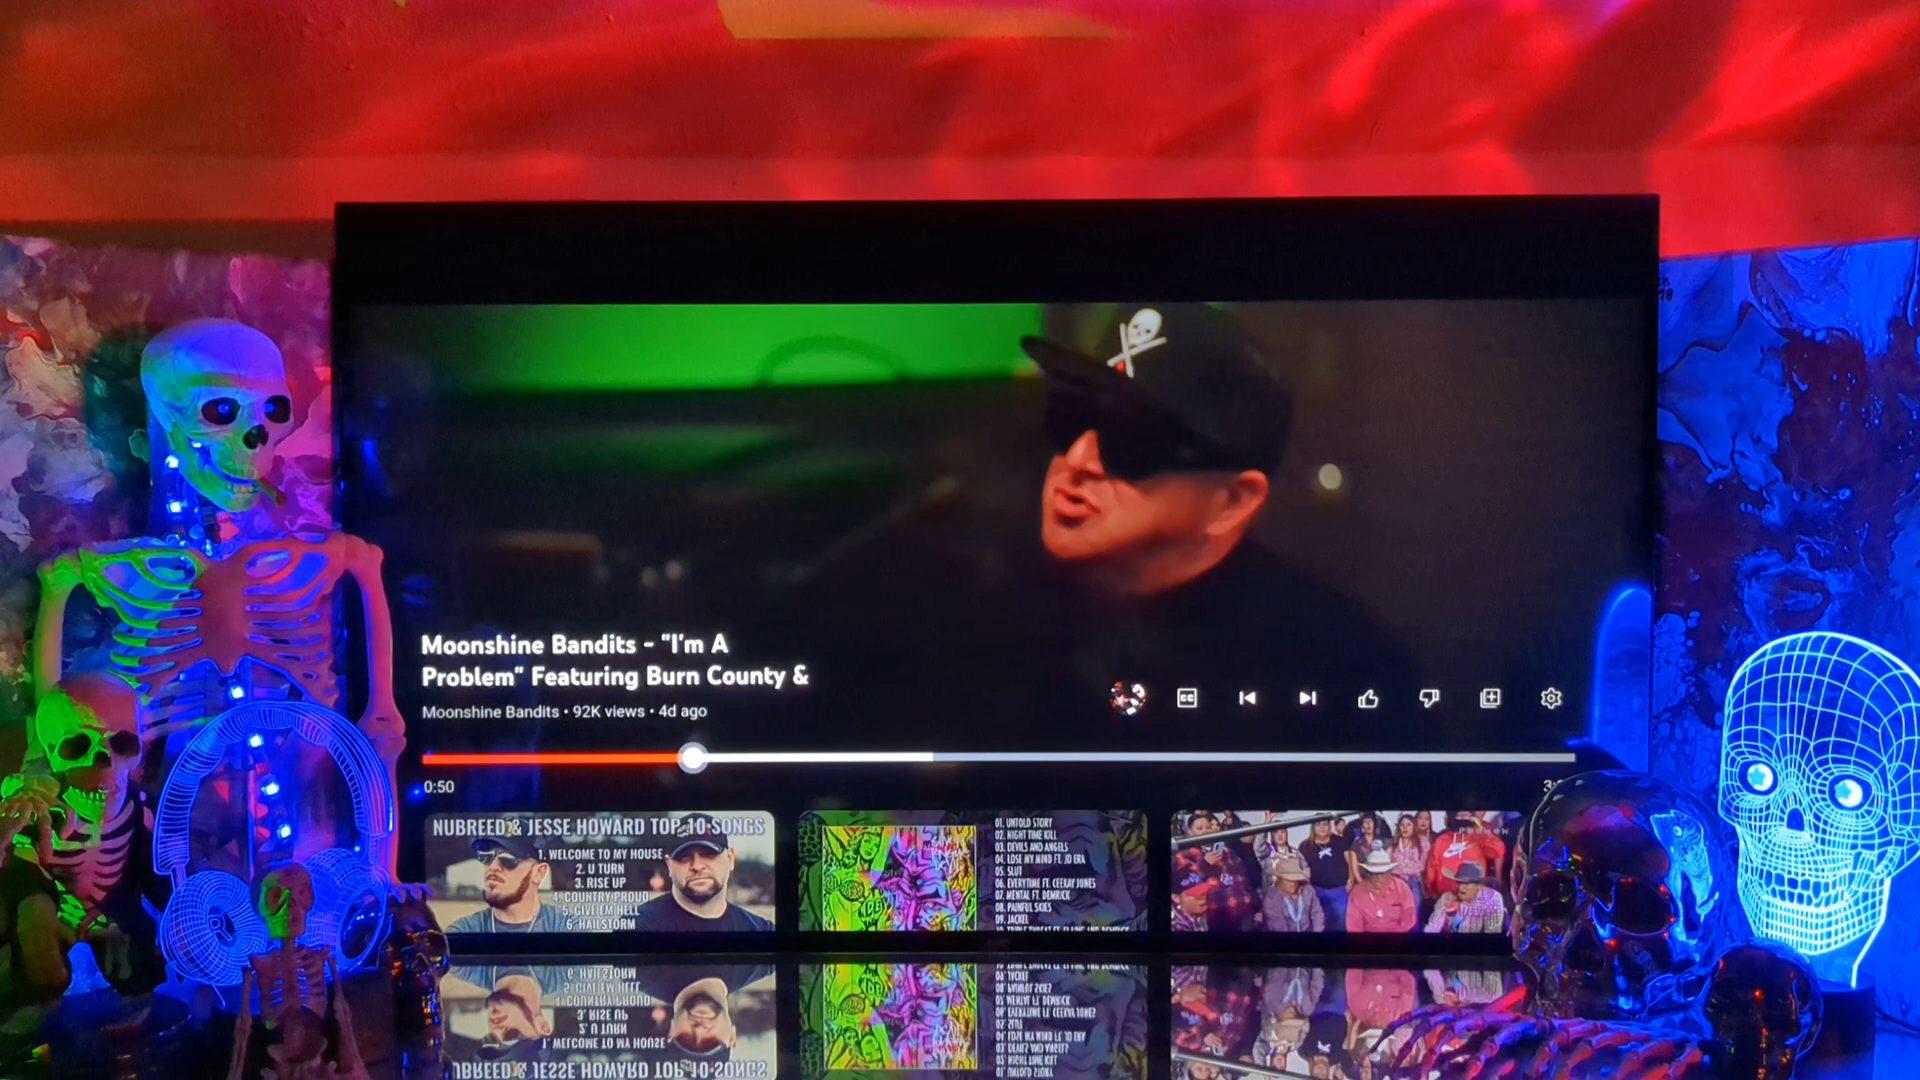 Moonshine Bandits - "I'm A
Problem" Featuring Burn County &
Moonshine Bandits • 92K views • 4d ago
CC
0:50
NUBREED & JESSE HOWARD TOP 10 SONGS
1. WELCOME TO MY HOUSE
2. U TURN
3. RISE UP
4. COUNTRY PROUD
5. GIVE EM HELL
6. HAILSTORM
01. UNTOLD STORY
02. NIGHT TIME KILL
03. DEVILS AND ANGELS
04. LOSE MY MIND FT. JD ERA
05. SLUT
06. EVERYTIME FT. CEEKAY JONES
07. MENTAL FT. DEMRICK
08. PAINFUL SKIES
09. JACKEL